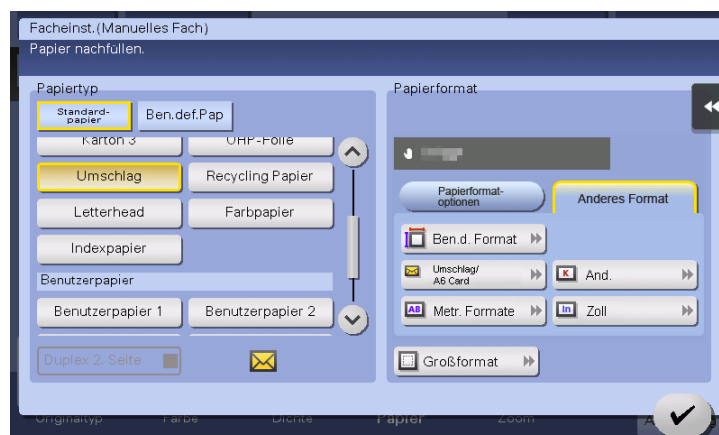 Facheinst.(Manuelles Fach)
Papier nachfüllen.
Papiertyp
Standard-
papier
Ben.def.Pap
Karton 3
OHP-Folie
Umschlag
Recycling Papier
Letterhead
Farbpapier
Indexpapier
Benutzerpapier
Benutzerpapier 1
Benutzerpapier 2
Duplex 2. Seite
Papierformat
Papierformat-
optionen
Anderes Format
Ben.d. Format
Umschlag/
A6 Card
K
And.
AB
Metr. Formate
In
Zoll
Großformat
Originaltyp
Farbe
Dichte
Papier
Zoom